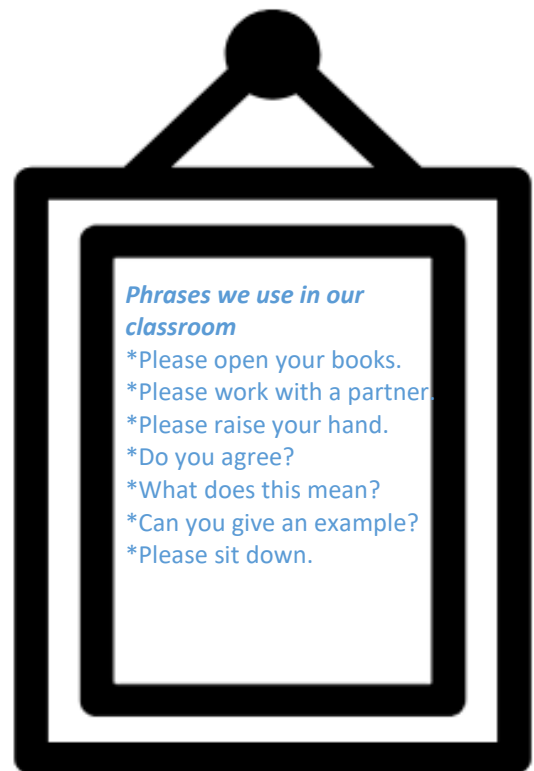 Phrases we use in our
classroom
*Please open your books.
*Please work with a partner.
*Please raise your hand.
*Do you agree?
*What does this mean?
*Can you give an example?
*Please sit down.